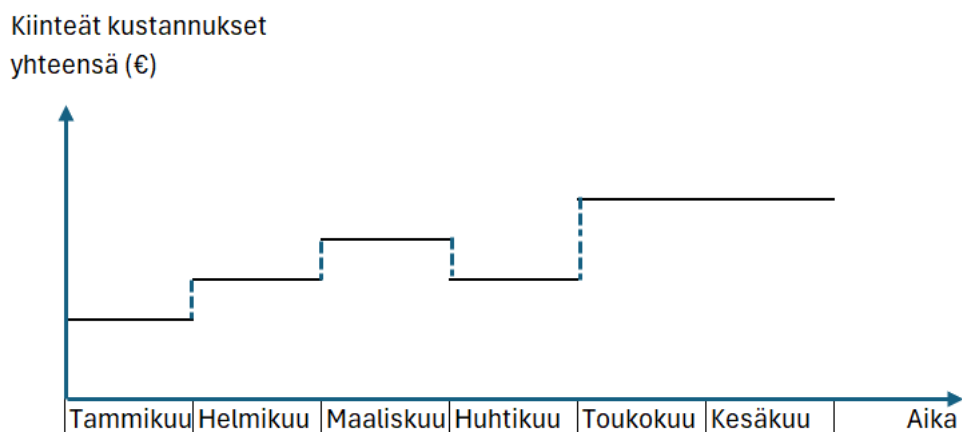 Kiinteät kustannukset
yhteensä (€)
Tammikuu Helmikuu Maaliskuu Huhtikuu Toukokuu Kesäkuu Aika